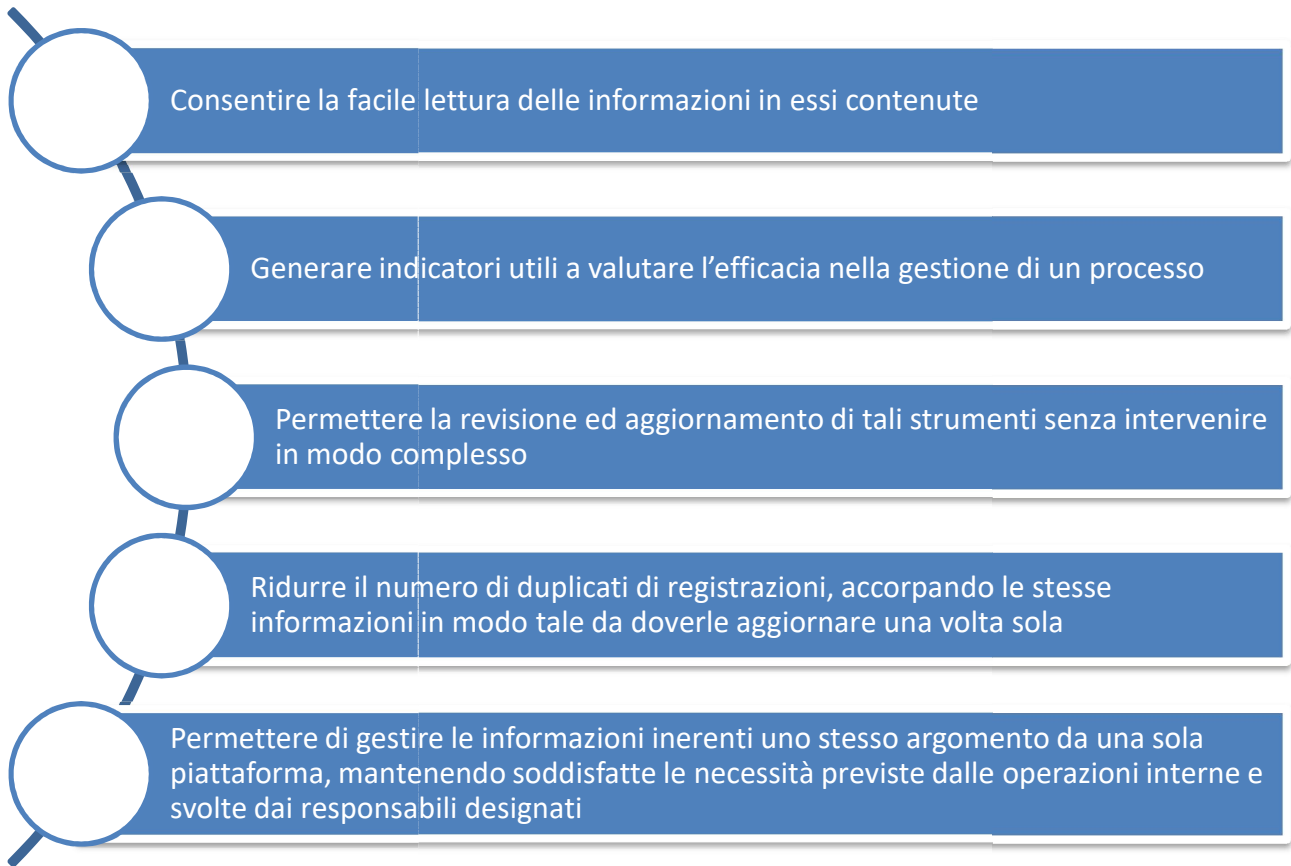 Consentire la facile lettura delle informazioni in essi contenute
Generare indicatori utili a valutare l’efficacia nella gestione di un processo
Permettere la revisione ed aggiornamento di tali strumenti senza intervenire
in modo complesso
Ridurre il numero di duplicati di registrazioni, accorpando le stesse
informazioni in modo tale da doverle aggiornare una volta sola
Permettere di gestire le informazioni inerenti uno stesso argomento da una sola
piattaforma, mantenendo soddisfatte le necessità previste dalle operazioni interne e
svolte dai responsabili designati